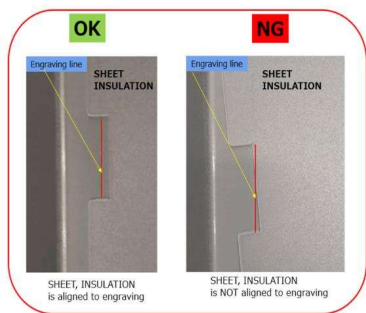 OK
NG
Engraving line
SHEET
INSULATION
Engraving line
SHEET
INSULATION
SHEET, INSULATION
is aligned to engraving
SHEET, INSULATION
is NOT aligned to engraving